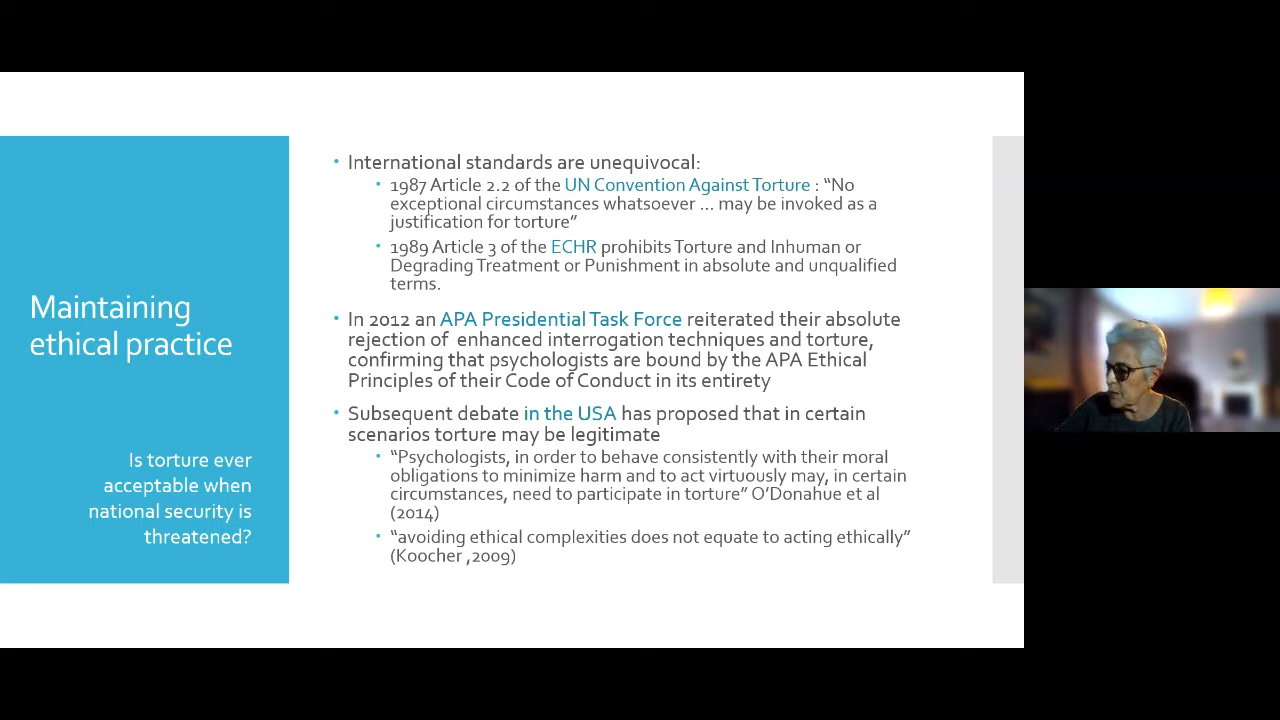 Maintaining
ethical practice
Is torture ever
acceptable when
national security is
threatened?
• International standards are unequivocal:
• 1987 Article 2.2 of the UN Convention Against Torture : “No
exceptional circumstances whatsoever ... may be invoked as a
justification for torture”
• 1989 Article 3 of the ECHR prohibits Torture and Inhuman or
Degrading Treatment or Punishment in absolute and unqualified
terms.
• In 2012 an APA Presidential Task Force reiterated their absolute
rejection of enhanced interrogation techniques and torture,
confirming that psychologists are bound by the APA Ethical
Principles of their Code of Conduct in its entirety
• Subsequent debate in the USA has proposed that in certain
scenarios torture may be legitimate
• “Psychologists, in order to behave consistently with their moral
obligations to minimize harm and to act virtuously may, in certain
circumstances, need to participate in torture” O’Donahue et al
(2014)
• “avoiding ethical complexities does not equate to acting ethically”
(Koocher ,2009)